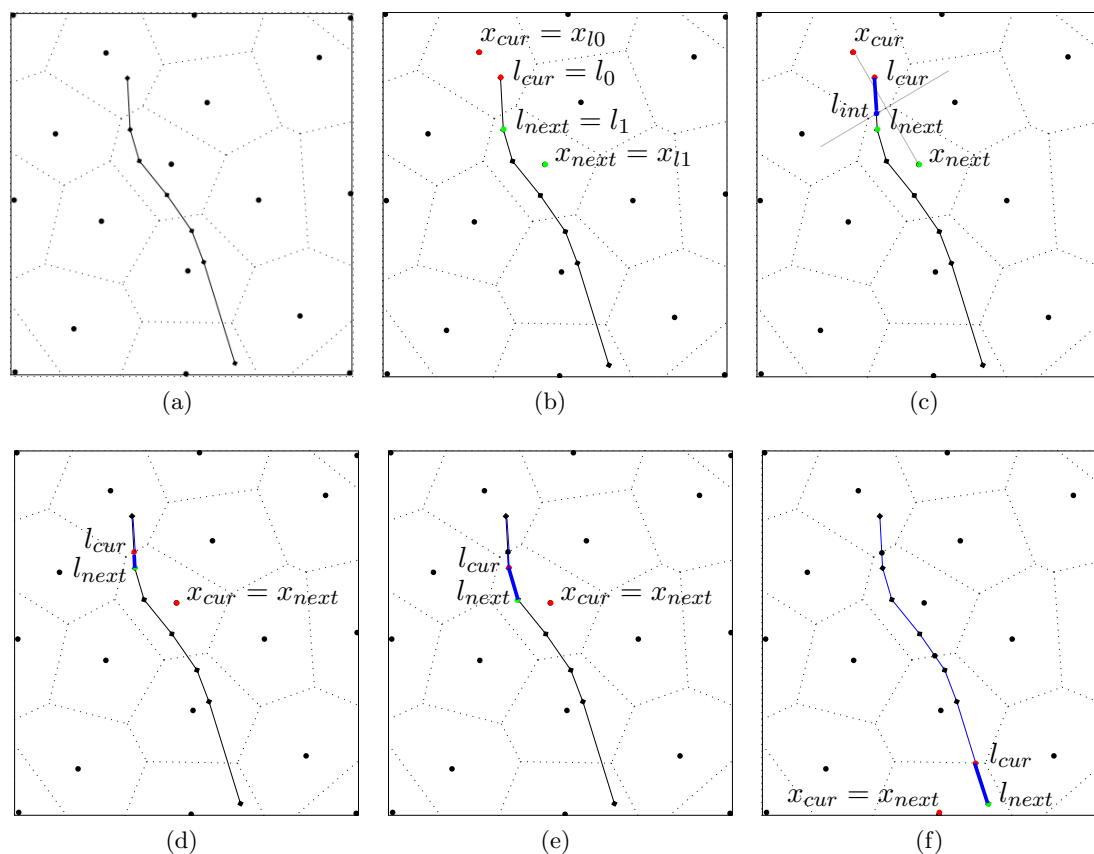 x_{cur} = x_{l0}
l_{cur} = l_0
l_{next} = l_1
x_{next} = x_{l1}
x_{cur}
l_{cur}
l_{int}
l_{next}
x_{next}
(a)
(b)
(c)
l_{cur}
l_{next}
x_{cur} = x_{next}
l_{cur}
l_{next}
x_{cur} = x_{next}
l_{cur}
x_{cur} = x_{next}
l_{next}
(d)
(e)
(f)